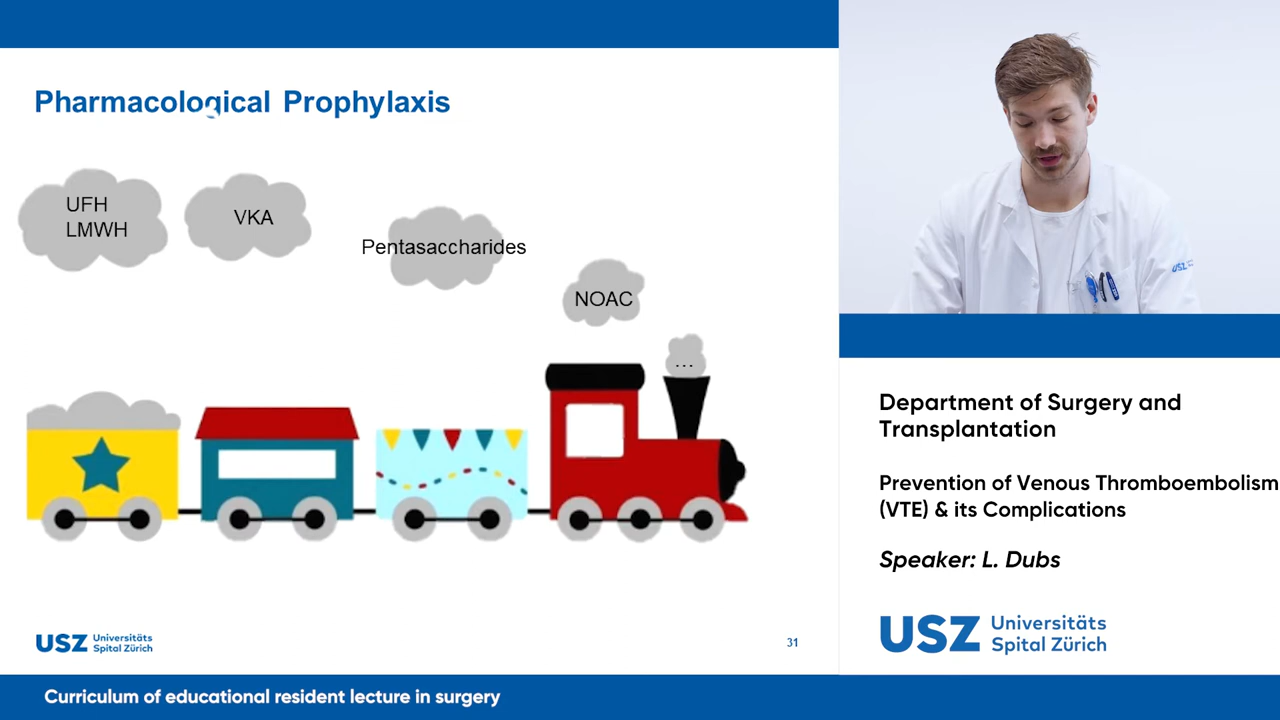 Pharmacological Prophylaxis
UFH
LMWH
VKA
Pentasaccharides
NOAC
...
USZ Universitäts
Spital Zürich
31
Curriculum of educational resident lecture in surgery
USZ
Department of Surgery and
Transplantation
Prevention of Venous Thromboembolism
(VTE) & its Complications
Speaker: L. Dubs
USZ Universitäts
Spital Zürich